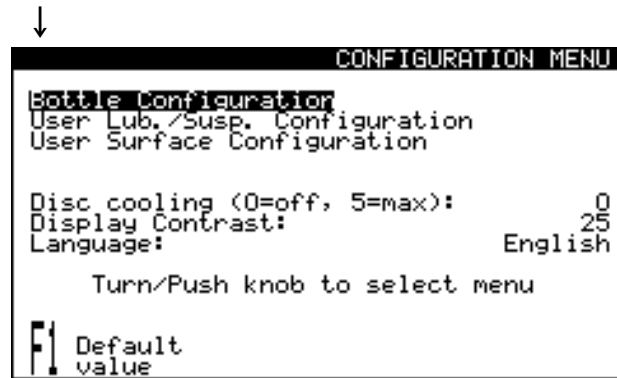 ↓
CONFIGURATION MENU
Bottle Configuration
User Lub./Susp. Configuration
User Surface Configuration
Disc cooling (0=off, 5=max): 0
Display Contrast: 25
Language: English
Turn/Push knob to select menu
F1 Default
value